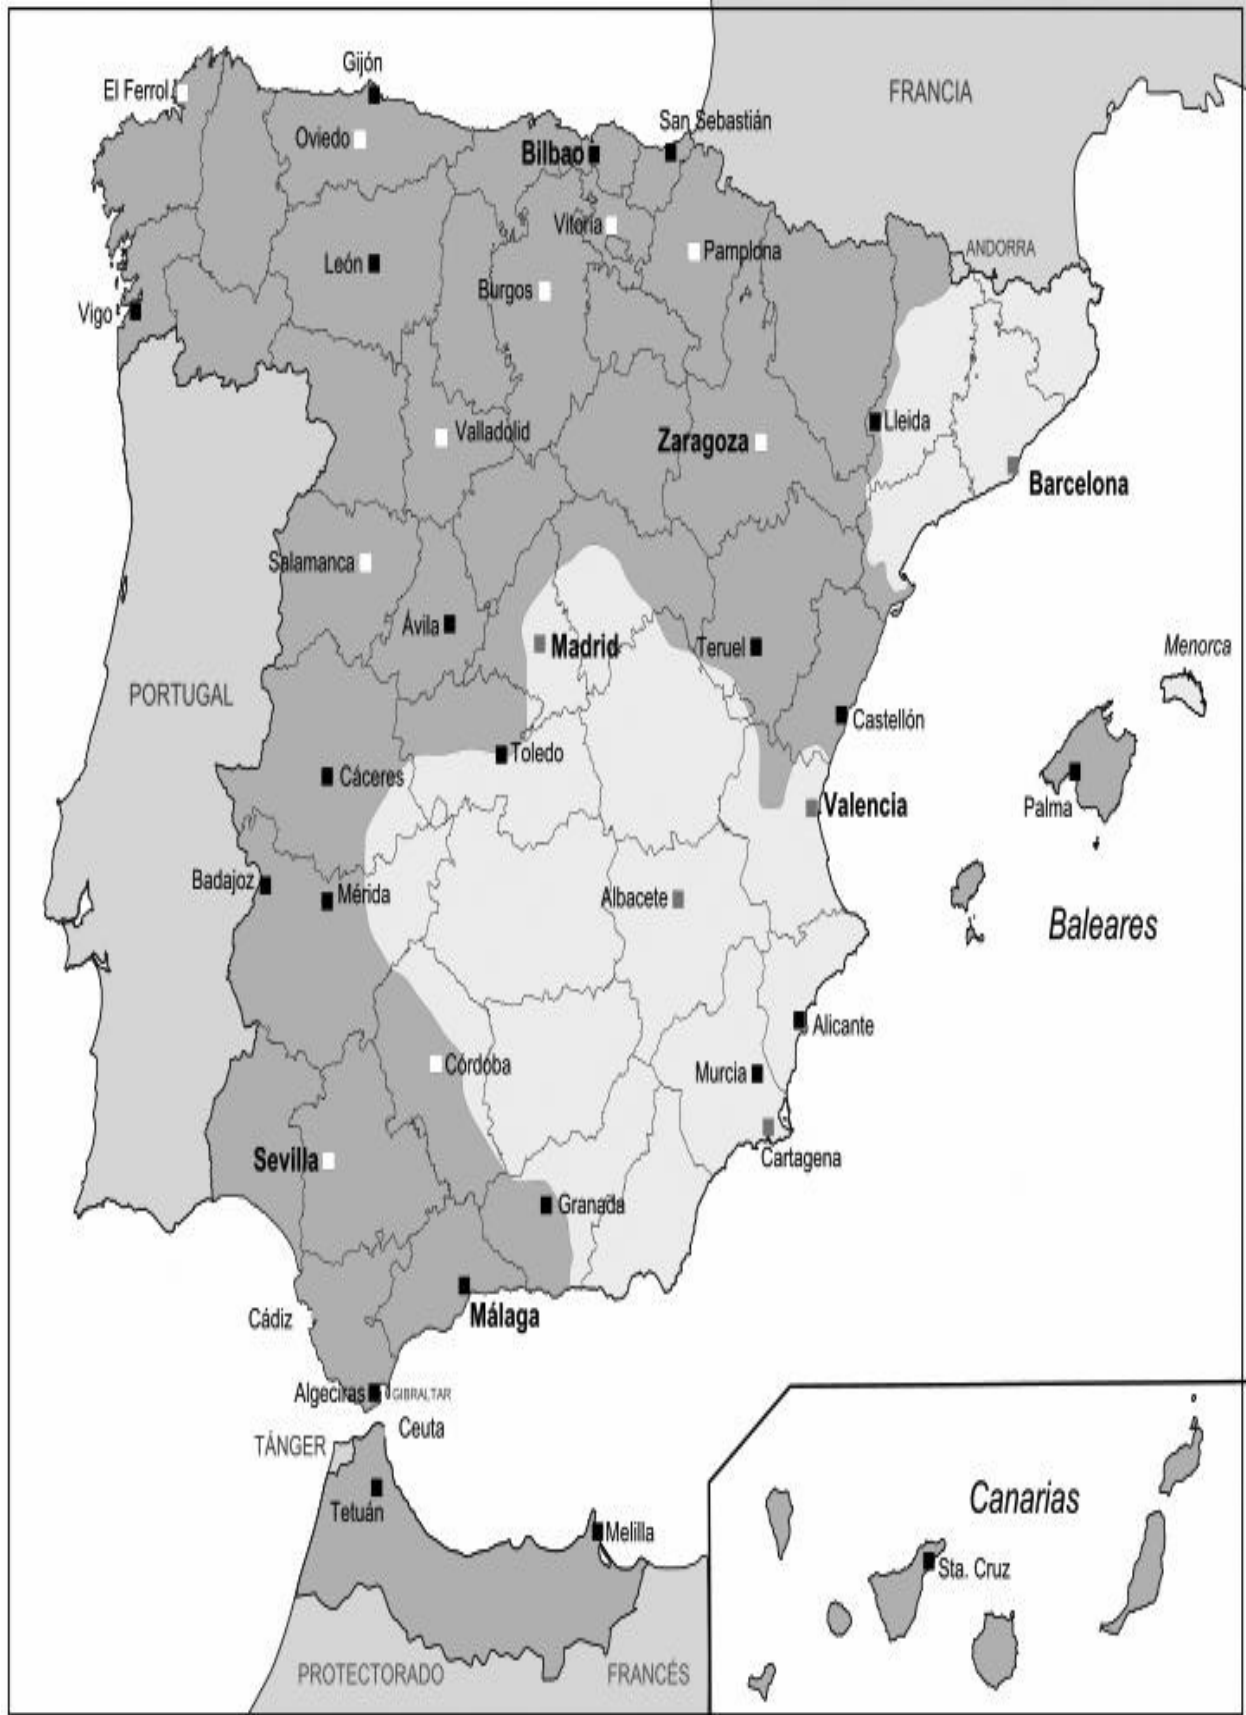 Gijón
El Ferrol
FRANCIA
San Sebastián
Oviedo
Bilbao
Vitoria
Pamplona
ANDORRA
León
Burgos
Vigo
Lleida
Valladolid
Zaragoza
Barcelona
Salamanca
Ávila
Madrid
Teruel
Menorca
PORTUGAL
Castellón
Toledo
Cáceres
Palma
Valencia
Badajoz
Mérida
Albacete
Baleares
Alicante
Córdoba
Murcia
Sevilla
Cartagena
Granada
Cádiz
Málaga
Algeciras
GIBRALTAR
Ceuta
TÁNGER
Tetuán
Melilla
Canarias
Sta. Cruz
PROTECTORADO
FRANCÉS